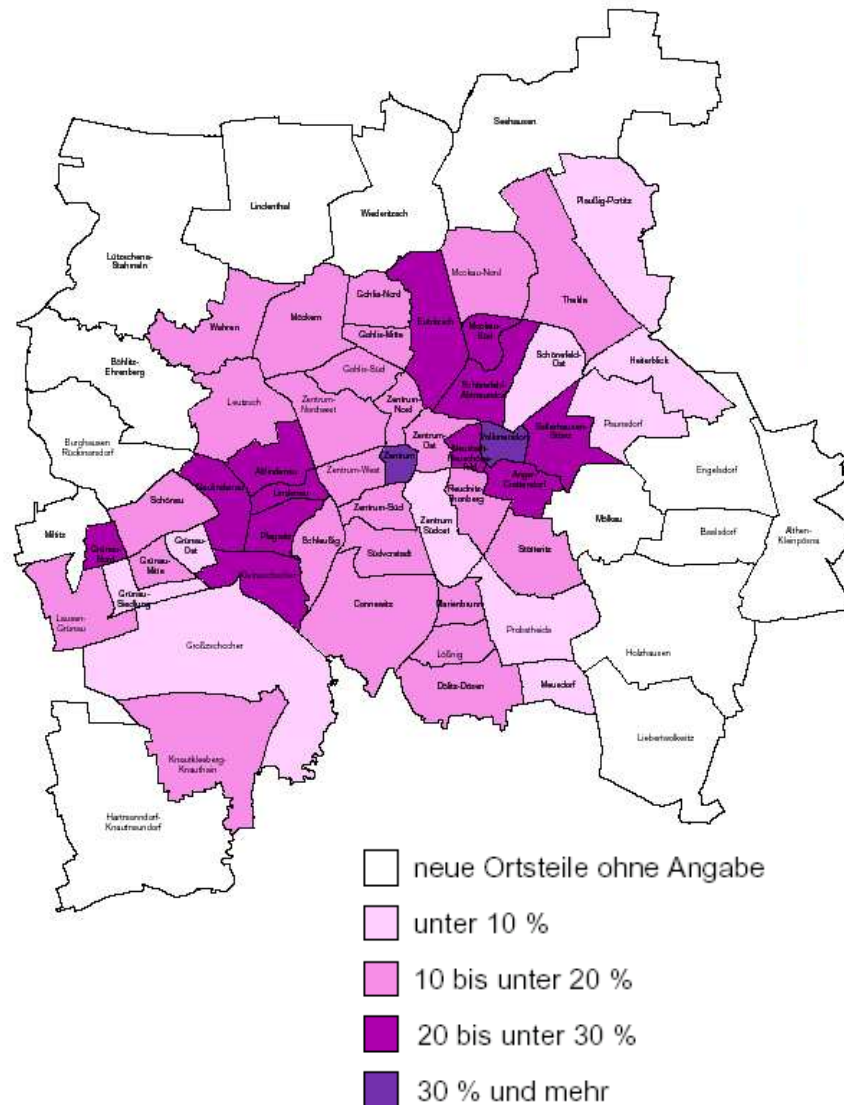 Seehausen
Plaußig-Portitz
Lindenthal
Wiederitzsch
Lützschena-
Stahmeln
Mockau-Nord
Thekla
Gohlis-Nord
Wahren
Möckern
Eutritzsch
Mockau-
Süd
Gohlis-Mitte
Schönefeld-
Ost
Heiterblick
Böhlitz-
Ehrenberg
Gohlis-Süd
Schönefeld-
Abtnaundorf
Leutzsch
Zentrum-
Nordwest
Zentrum-
Nord
Paunsdorf
Sellerhausen-
Stünz
Burghausen
Rückmarsdorf
Zentrum-
Ost
Volkmarsdorf
Neustadt-
Neuschöne-
feld
Zentrum
Altlindenau
Zentrum-West
Engelsdorf
Anger-
Crottendorf
Neulindenau
Lindenau
Reudnitz-
Thonberg
Schönau
Zentrum-Süd
Mölkau
Baalsdorf
Althen-
Kleinpösna
Miltitz
Plagwitz
Zentrum
Südost
Grünau-
Nord
Grünau-
Ost
Schleußig
Südvorstadt
Stötteritz
Grünau-
Mitte
Kleinzschocher
Grünau-
Siedlung
Connewitz
Marienbrunn
Lausen-
Grünau
Probstheida
Großzschocher
Lößnig
Holzhausen
Dölitz-Dösen
Meusdorf
Liebertwolkwitz
Knautkleeberg-
Knauthain
Hartmannsdorf-
Knautnaundorf
neue Ortsteile ohne Angabe
unter 10 %
10 bis unter 20 %
20 bis unter 30 %
30 % und mehr